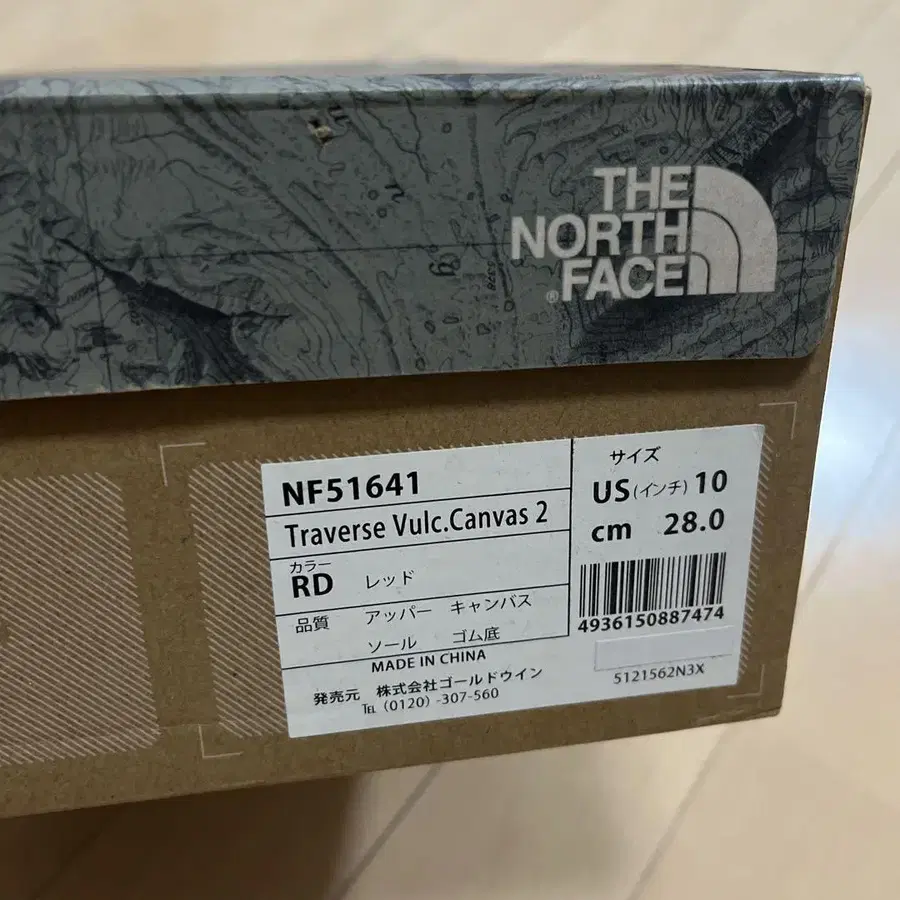 THE
NORTH
FACE
®
NF51641
Traverse Vulc.Canvas 2
カラー
RD レッド
品質 アッパー キャンバス
ソール ゴム底
MADE IN CHINA
発売元 株式会社ゴールドウイン
℡ (0120) -307-560
サイズ
US (インチ) 10
cm 28.0
4936150887474
5121562N3X